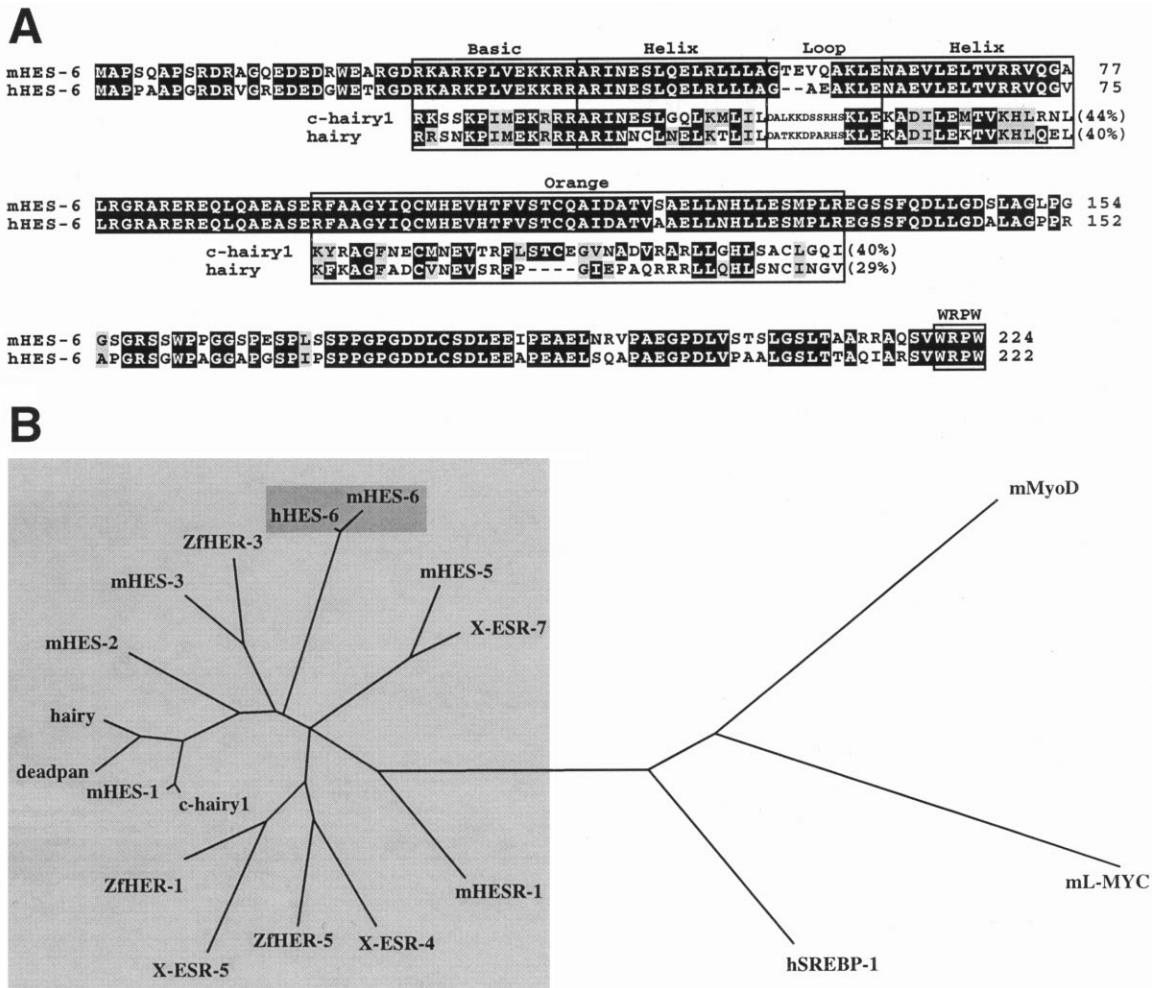 A
Basic Helix Loop Helix
mHES-6 MAPSQAPSRDRAGQEDEDRWEARGDRKARKPLVEKKRRARINESLQELRLLLAGTEVQAKLENAEVLELTVRRVQGA 77
hHES-6 MAPPAAPGRDRVGREDEDGWETRGDRKARKPLVEKKRRARINESLQELRLLLAG--AEAKLENAEVLELTVRRVQGV 75
c-hairy1 RKSSKPIMEKRRRARINESLGQLKMLILDALKKDSSRHSKLEKADILEMTVKHLRNL(44%)
hairy RRSNKPIMEKRRRARINNCLNELKTLILDATKKDPARHSKLEKADILEKTVKHLQEL(40%)
Orange
mHES-6 LRGRAREREQLQAEASERFAAGYIQCMHEVHTFVSTCQAIDATVSAELLNHLLESMPLREGSSFQDLLGDSLAGLPG 154
hHES-6 LRGRAREREQLQAEASERFAAGYIQCMHEVHTFVSTCQAIDATVAAELLNHLLESMPLREGSSFQDLLGDALAGPPR 152
c-hairy1 KYRAGFNECMNEVTRFLSTCEGVNADVRARLLGHLSACLGQI(40%)
hairy KFKAGFADCVNEVSRFP----GIEPAQRRRLLQHLSNCINGV(29%)
WRPW
mHES-6 GSGRSSWPPGGSPESPLSSPPGPGDDLCSDLEEIPEAELNRVPAEGPDLVSTSLGSLTAARRAQSVWRPW 224
hHES-6 APGRSGWPAGGAPGSPIPSPPGPGDDLCSDLEEAPEAELSQAPAEGPDLVPAALGSLTTAQIARSVWRPW 222
B
mHES-6
hHES-6
mMyoD
ZfHER-3
mHES-3
mHES-5
X-ESR-7
mHES-2
hairy
deadpan
mHES-1
c-hairy1
ZfHER-1
mHESR-1
mL-MYC
ZfHER-5
X-ESR-4
X-ESR-5
hSREBP-1